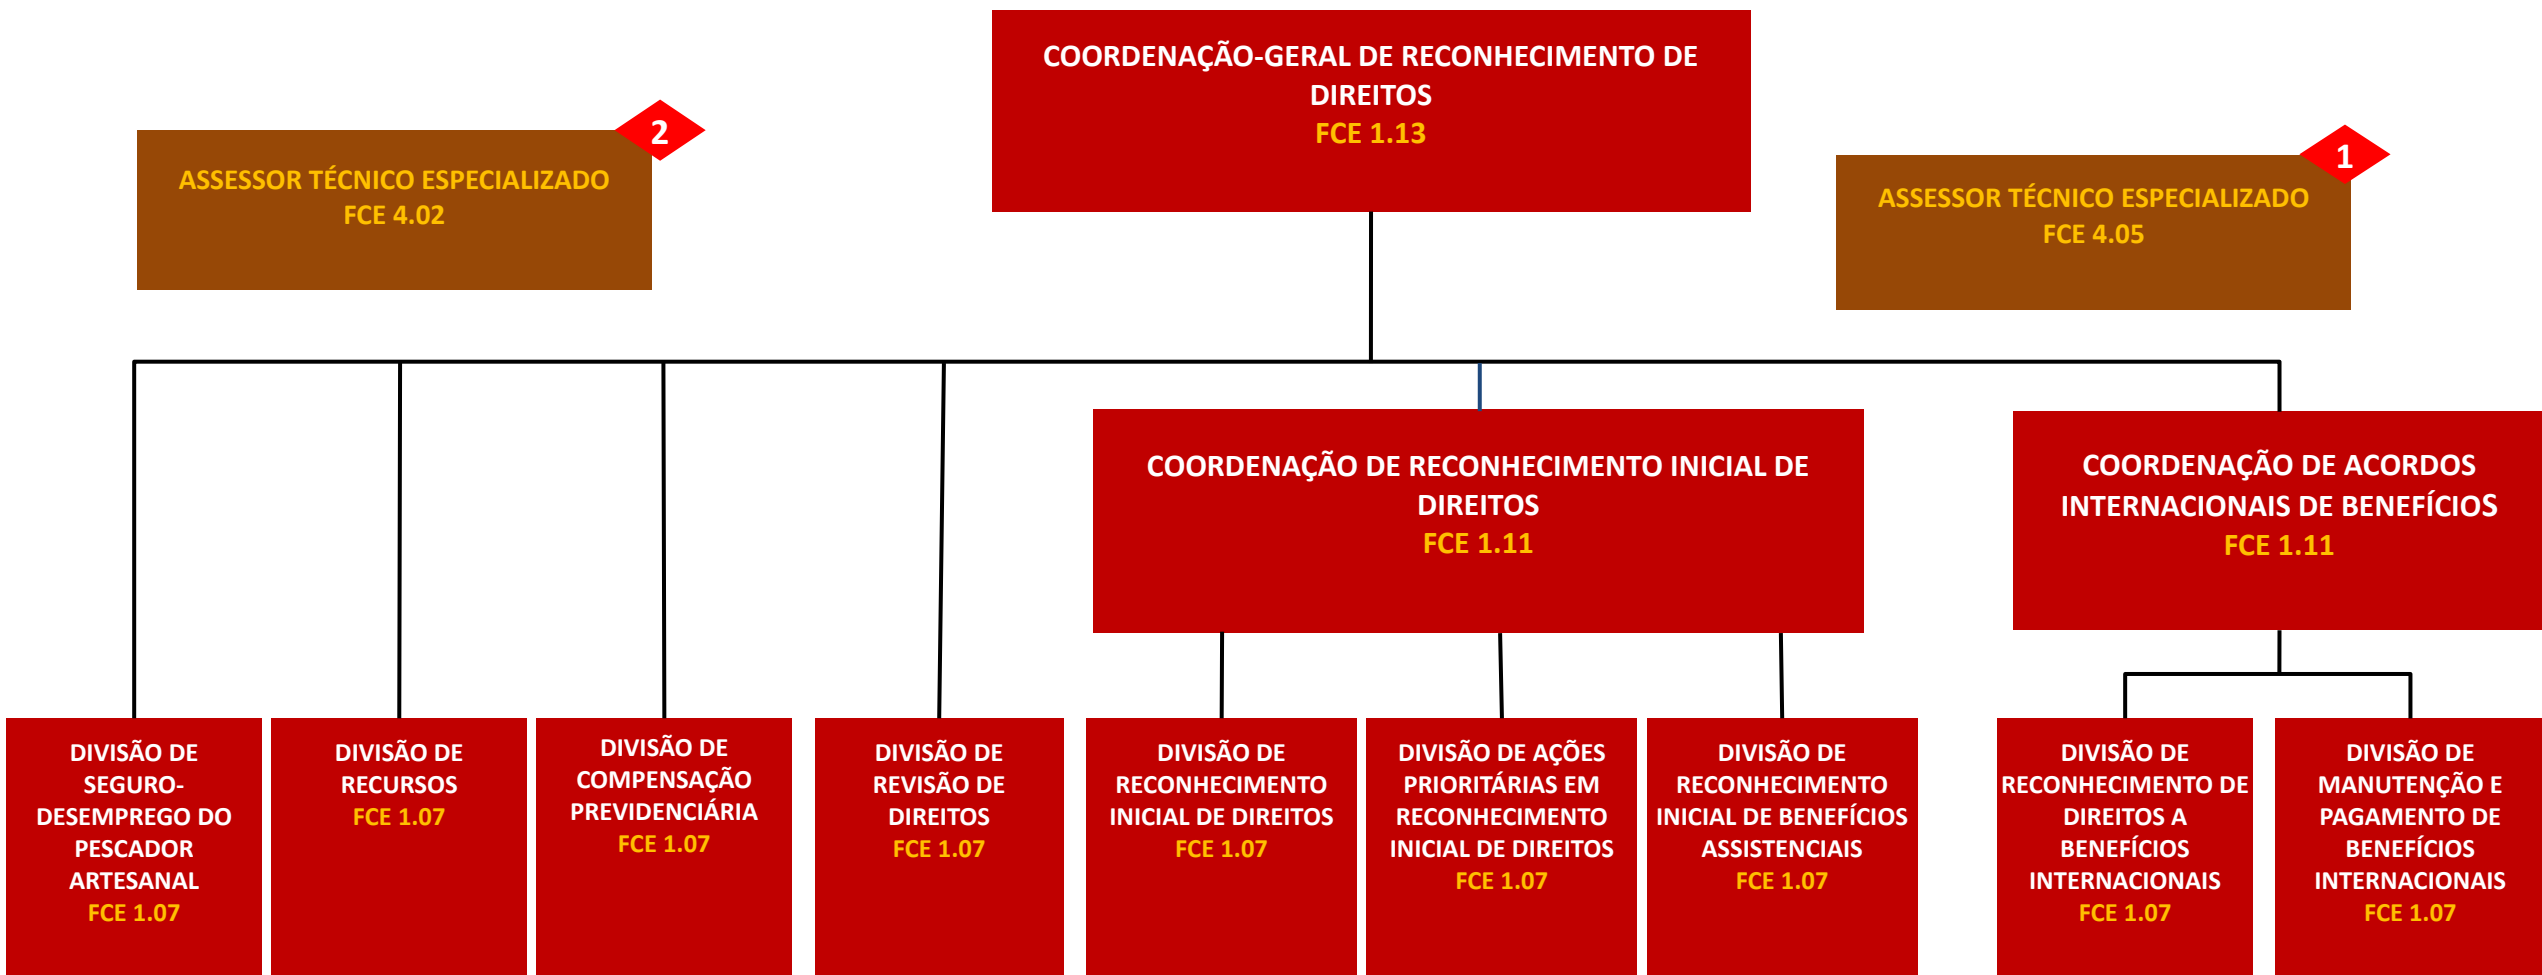 COORDENAÇÃO-GERAL DE RECONHECIMENTO DE
DIREITOS
FCE 1.13
2
ASSESSOR TÉCNICO ESPECIALIZADO
FCE 4.02
1
ASSESSOR TÉCNICO ESPECIALIZADO
FCE 4.05
COORDENAÇÃO DE RECONHECIMENTO INICIAL DE
DIREITOS
FCE 1.11
COORDENAÇÃO DE ACORDOS
INTERNACIONAIS DE BENEFÍCIOS
FCE 1.11
DIVISÃO DE
SEGURO-
DESEMPREGO DO
PESCADOR
ARTESANAL
FCE 1.07
DIVISÃO DE
RECURSOS
FCE 1.07
DIVISÃO DE
COMPENSAÇÃO
PREVIDENCIÁRIA
FCE 1.07
DIVISÃO DE
REVISÃO DE
DIREITOS
FCE 1.07
DIVISÃO DE
RECONHECIMENTO
INICIAL DE DIREITOS
FCE 1.07
DIVISÃO DE AÇÕES
PRIORITÁRIAS EM
RECONHECIMENTO
INICIAL DE DIREITOS
FCE 1.07
DIVISÃO DE
RECONHECIMENTO
INICIAL DE BENEFÍCIOS
ASSISTENCIAIS
FCE 1.07
DIVISÃO DE
RECONHECIMENTO DE
DIREITOS A
BENEFÍCIOS
INTERNACIONAIS
FCE 1.07
DIVISÃO DE
MANUTENÇÃO E
PAGAMENTO DE
BENEFÍCIOS
INTERNACIONAIS
FCE 1.07